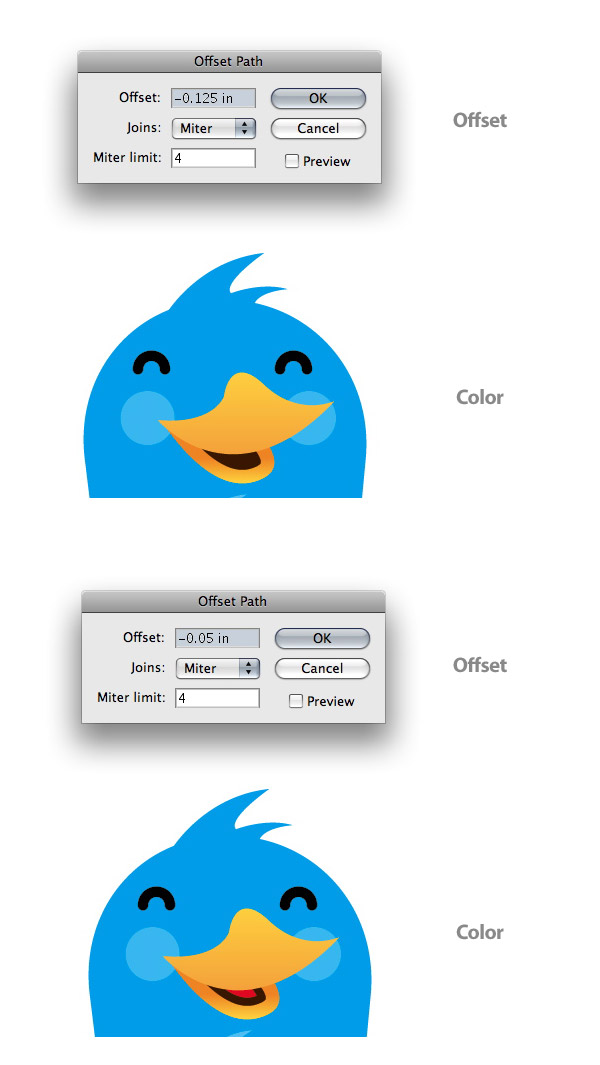 Offset Path
Offset: -0.125 in OK
Offset
Joins: Miter Cancel
Miter limit: 4 Preview
Color
Offset Path
Offset: -0.05 in OK
Joins: Miter Cancel
Offset
Miter limit: 4 Preview
Color